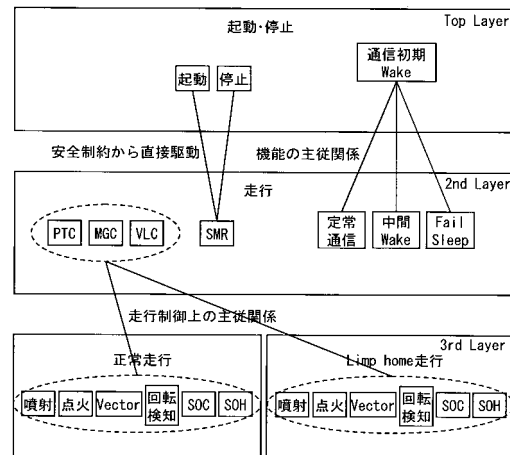 Top Layer
起動・停止
通信初期
Wake
起動
停止
安全制約から直接駆動
機能の主従関係
2nd Layer
走行
PTC
MGC
VLC
SMR
定常
通信
中間
Wake
Fail
Sleep
走行制御上の主従関係
3rd Layer
正常走行
Limp home走行
噴射
点火
Vector
回転
検知
SOC
SOH
噴射
点火
Vector
回転
検知
SOC
SOH